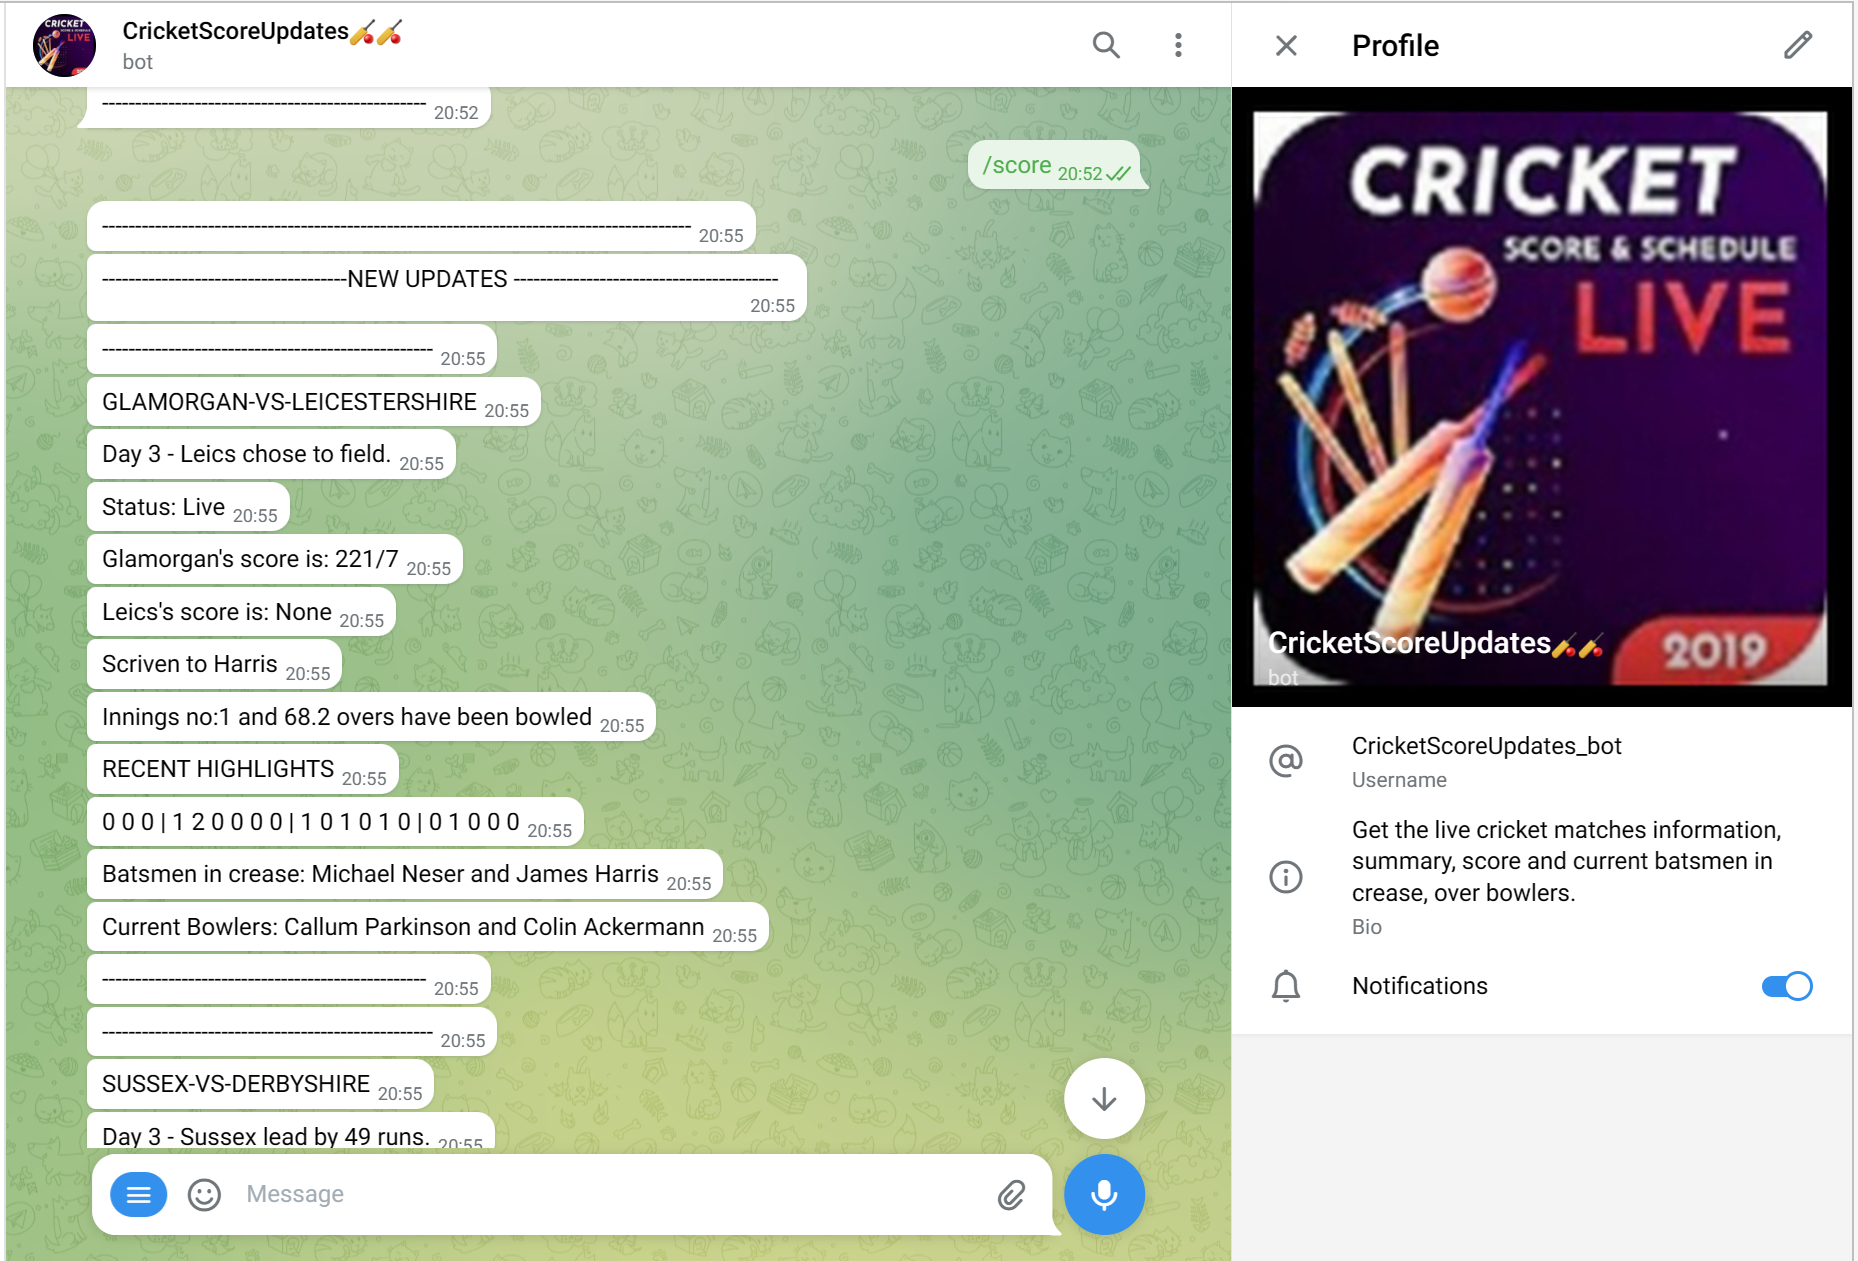 CricketScoreUpdates🏏🏏
bot
------------------------------------------------- 20:52
/score 20:52
----------------------------------------------------------------------------------------- 20:55
-------------------------------------NEW UPDATES ----------------------------------------
20:55
-------------------------------------------------- 20:55
GLAMORGAN-VS-LEICESTERSHIRE 20:55
Day 3 - Leics chose to field. 20:55
Status: Live 20:55
Glamorgan's score is: 221/7 20:55
Leics's score is: None 20:55
Scriven to Harris 20:55
Innings no:1 and 68.2 overs have been bowled 20:55
RECENT HIGHLIGHTS 20:55
0 0 0 | 1 2 0 0 0 0 | 1 0 1 0 1 0 | 0 1 0 0 0 20:55
Batsmen in crease: Michael Neser and James Harris 20:55
Current Bowlers: Callum Parkinson and Colin Ackermann 20:55
------------------------------------------------- 20:55
-------------------------------------------------- 20:55
SUSSEX-VS-DERBYSHIRE 20:55
Day 3 - Sussex lead by 49 runs. 20:55
Message
Profile
CRICKET
SCORE & SCHEDULE
LIVE
CricketScoreUpdates🏏🏏
bot
2019
CricketScoreUpdates_bot
Username
Get the live cricket matches information,
summary, score and current batsmen in
crease, over bowlers.
Bio
Notifications